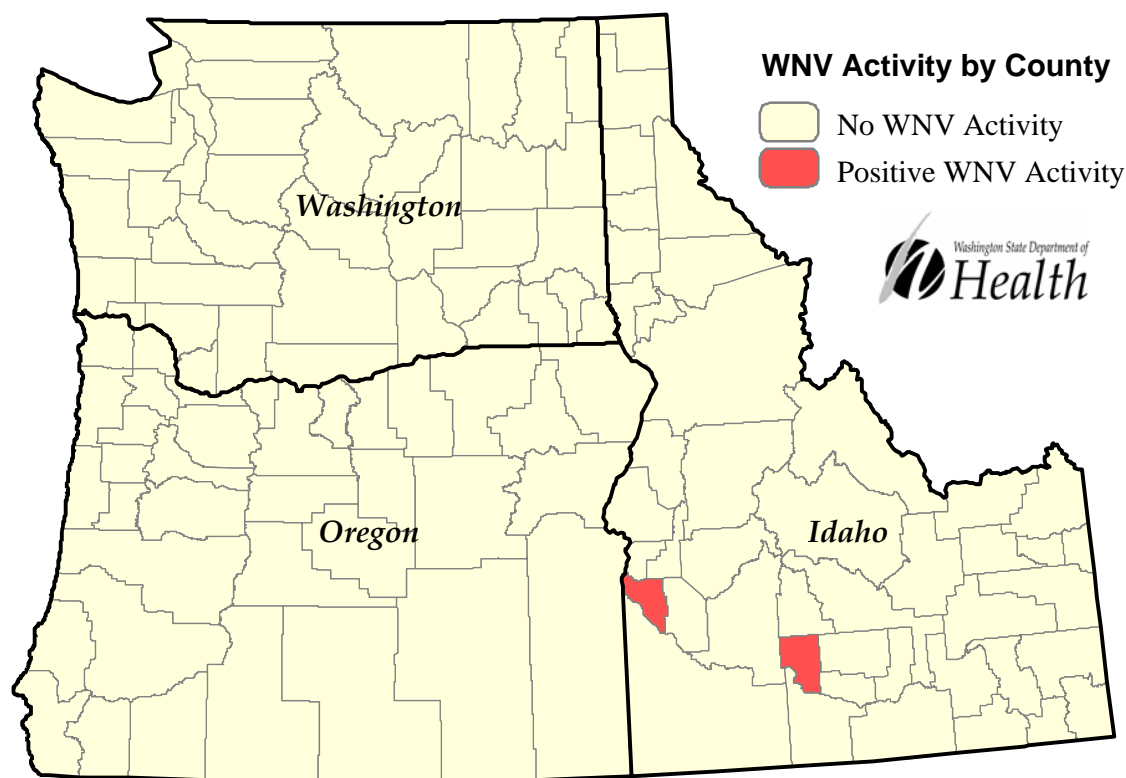 WNV Activity by County
No WNV Activity
Positive WNV Activity
Washington State Department of
Health
Washington
Oregon
Idaho